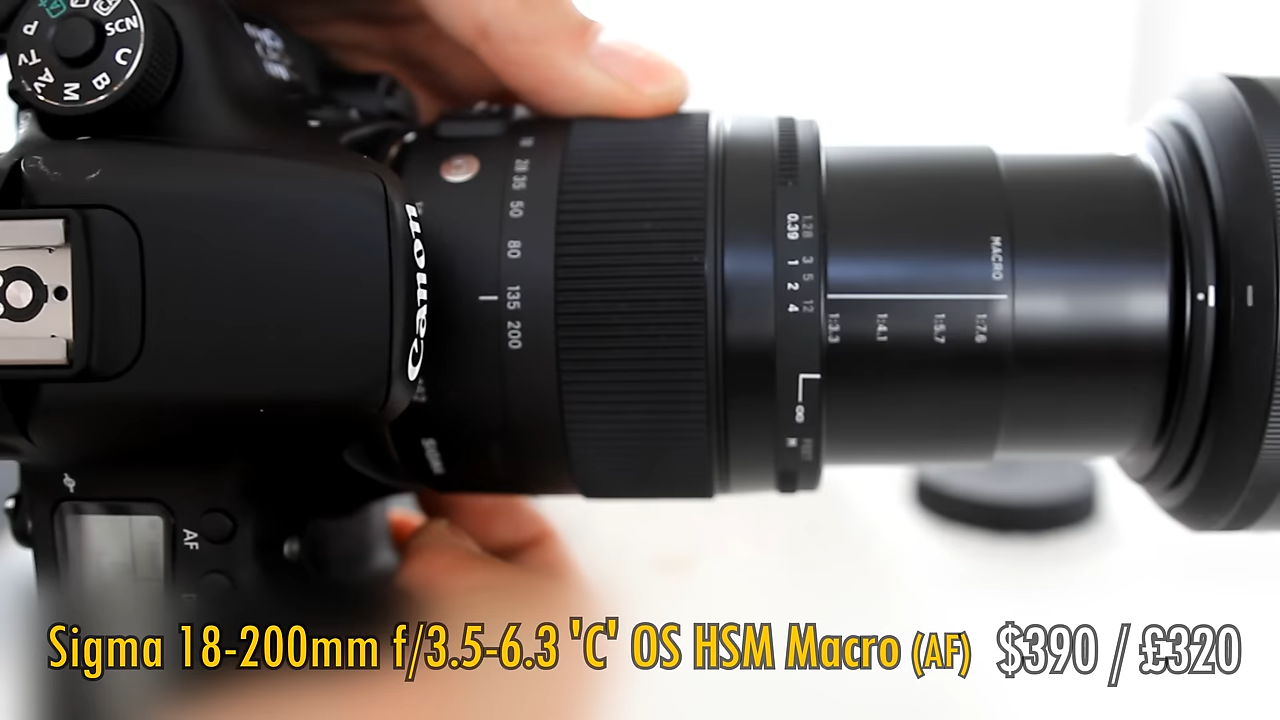 SCN
C
B
M
Av
Tv
P
Canon
18 28 35 50 80 135 200
SIGMA
1.28 3 5 12 FEET
0.39 1 2 4 ∞ M
MACRO
1:3.3 1:4.1 1:5.7 1:7.6
AF
Sigma 18-200mm f/3.5-6.3 'C' OS HSM Macro (AF) $390 / £320